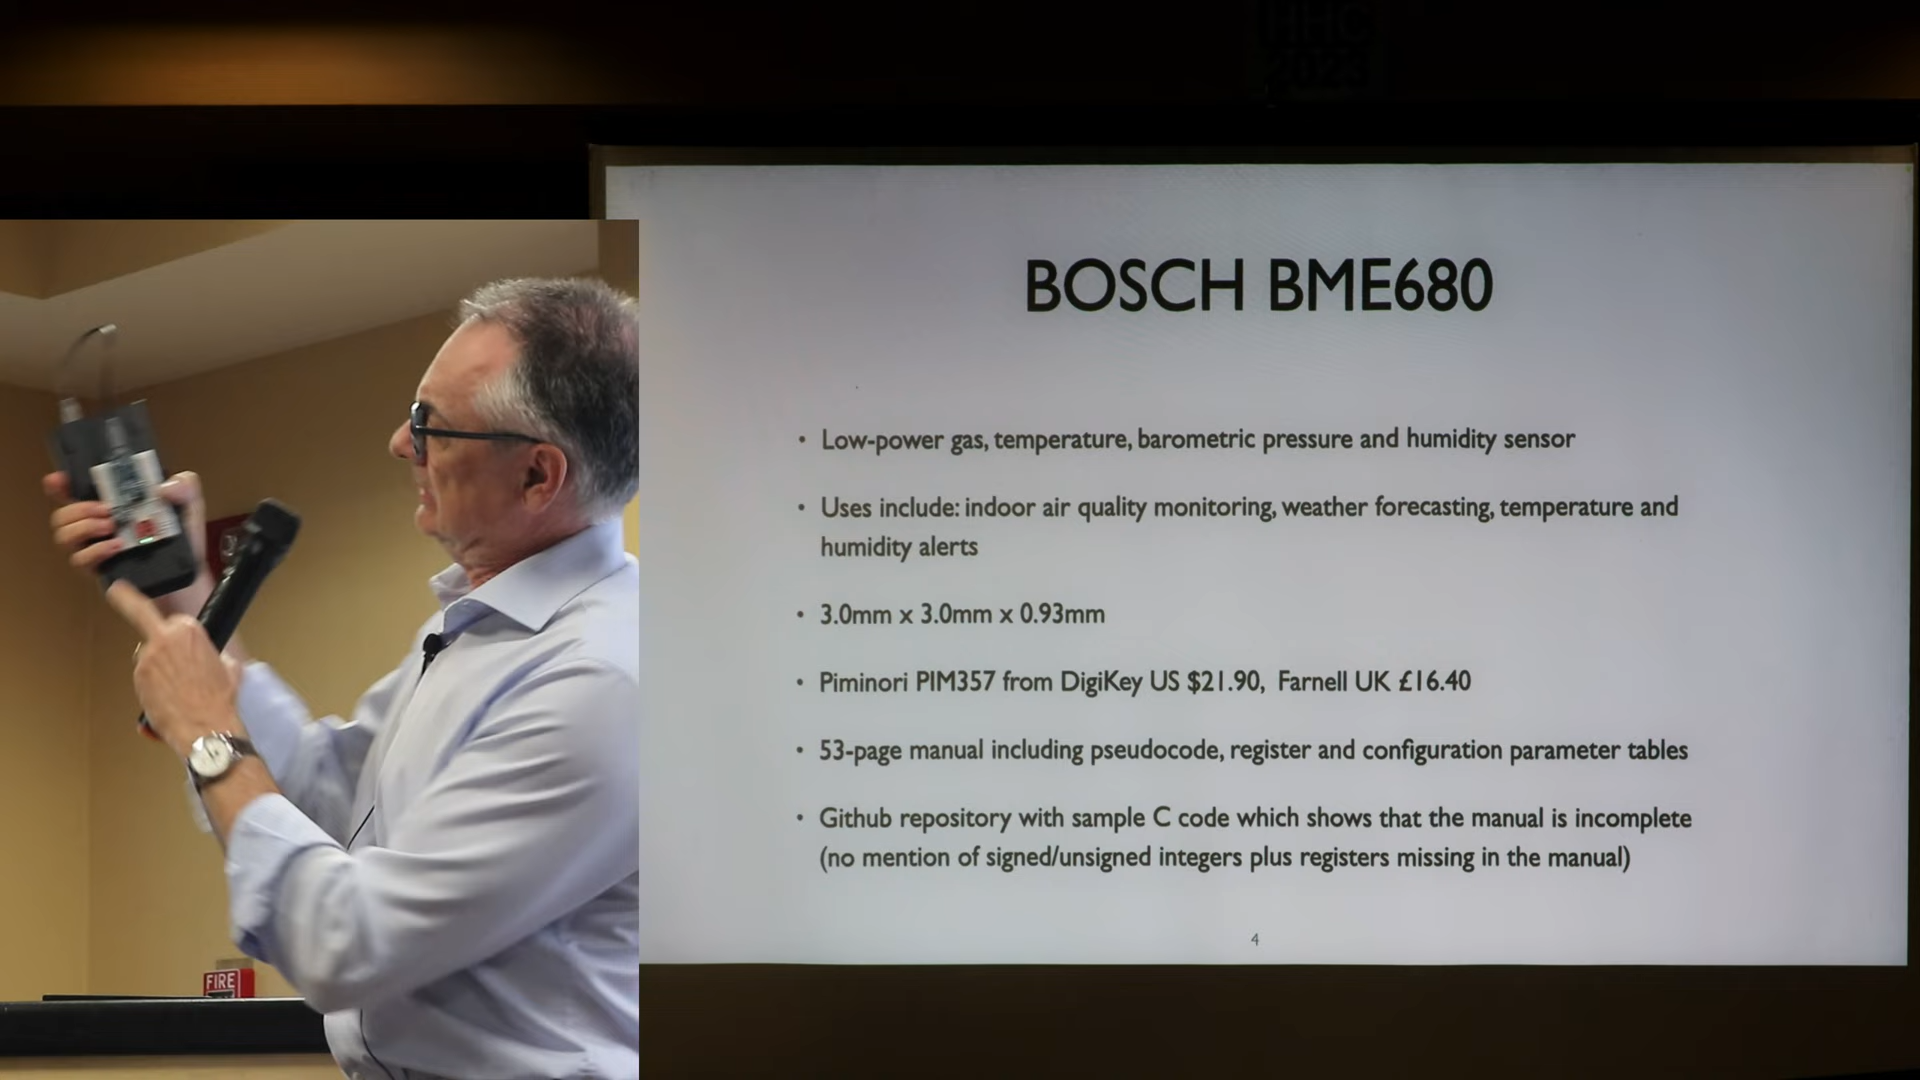 HHC
2023
BOSCH BME680
• Low-power gas, temperature, barometric pressure and humidity sensor
• Uses include: indoor air quality monitoring, weather forecasting, temperature and
humidity alerts
• 3.0mm x 3.0mm x 0.93mm
• Piminori PIM357 from DigiKey US $21.90, Farnell UK £16.40
• 53-page manual including pseudocode, register and configuration parameter tables
• Github repository with sample C code which shows that the manual is incomplete
(no mention of signed/unsigned integers plus registers missing in the manual)
4
FIRE